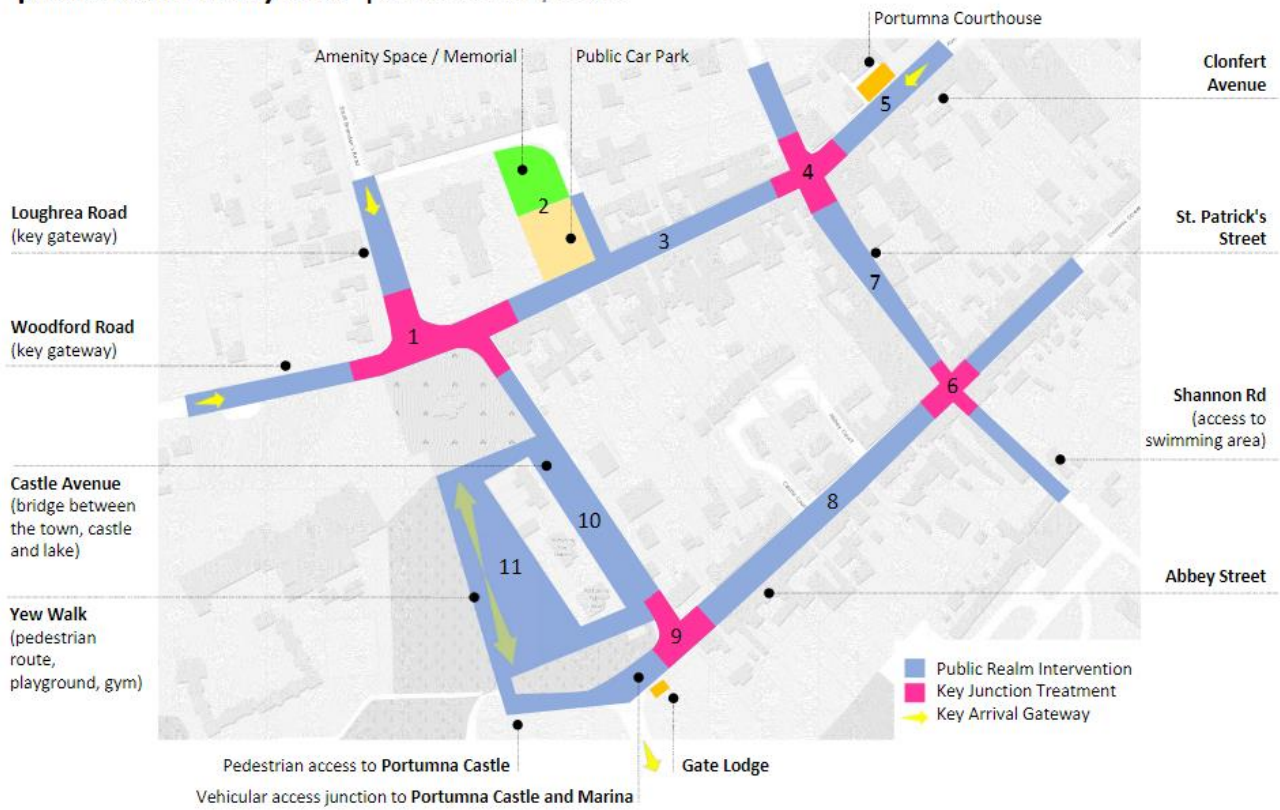 Portumna Courthouse
Amenity Space / Memorial
Public Car Park
Clonfert
Avenue
5
4
Loughrea Road
(key gateway)
2
St. Patrick's
Street
3
7
Woodford Road
(key gateway)
1
6
Shannon Rd
(access to
swimming area)
Castle Avenue
(bridge between
the town, castle
and lake)
Abbey Court
8
10
11
Abbey Street
Yew Walk
(pedestrian
route,
playground, gym)
9
Public Realm Intervention
Key Junction Treatment
Key Arrival Gateway
Pedestrian access to Portumna Castle
Gate Lodge
Vehicular access junction to Portumna Castle and Marina